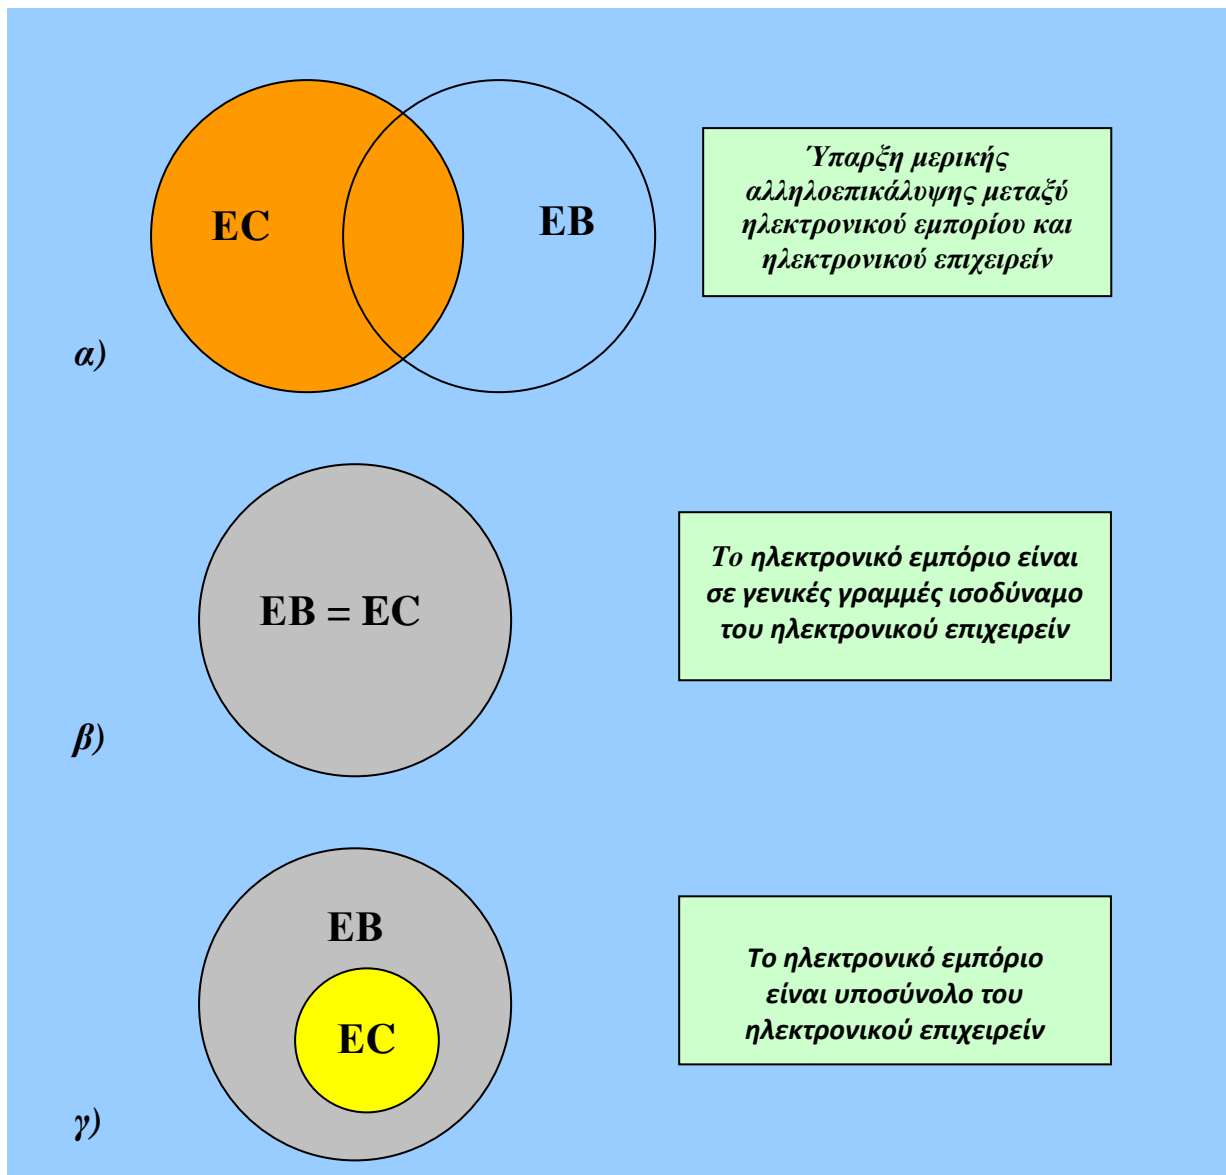 EC
EB
Ύπαρξη μερικής
αλληλοεπικάλυψης μεταξύ
ηλεκτρονικού εμπορίου και
ηλεκτρονικού επιχειρείν
α)
EB = EC
Το ηλεκτρονικό εμπόριο είναι
σε γενικές γραμμές ισοδύναμο
του ηλεκτρονικού επιχειρείν
β)
EB
EC
Το ηλεκτρονικό εμπόριο
είναι υποσύνολο του
ηλεκτρονικού επιχειρείν
γ)